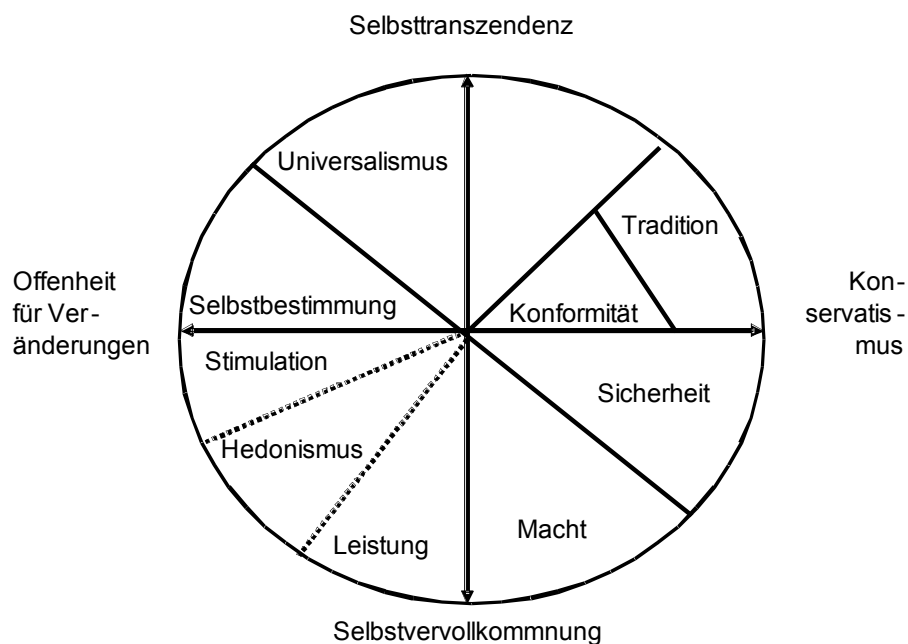 Selbsttranszendenz
Universalismus
Tradition
Offenheit
für Ver-
änderungen
Selbstbestimmung
Konformität
Kon-
servatis-
mus
Stimulation
Sicherheit
Hedonismus
Leistung
Macht
Selbstvervollkommnung